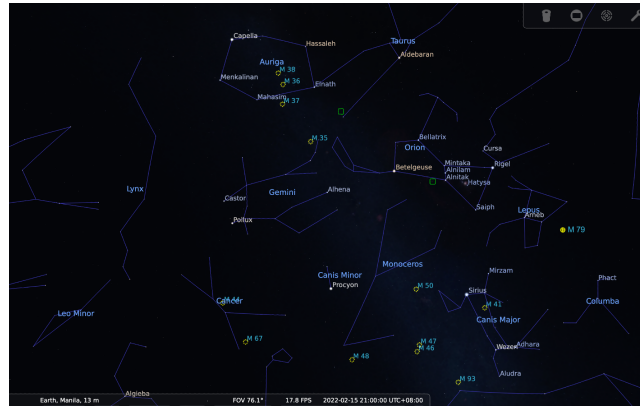 Capella
Hassaleh
Taurus
Aldebaran
Auriga
M 38
Menkalinan
M 36
Elnath
Mahasim
M 37
M 35
Bellatrix
Orion
Cursa
Mintaka
Rigel
Betelgeuse
Alnilam
Alnitak
Hatysa
Lynx
Gemini
Alhena
Castor
Saiph
Lepus
Arneb
Pollux
M 79
Monoceros
Canis Minor
Mirzam
Procyon
Phact
M 50
Sirius
Cancer
M 44
M 41
Columba
Leo Minor
Canis Major
M 67
M 47
M 46
Wezen
Adhara
M 48
Aludra
M 93
Algieba
Earth, Manila, 13 m FOV 76.1° 17.8 FPS 2022-02-15 21:00:00 UTC+08:00